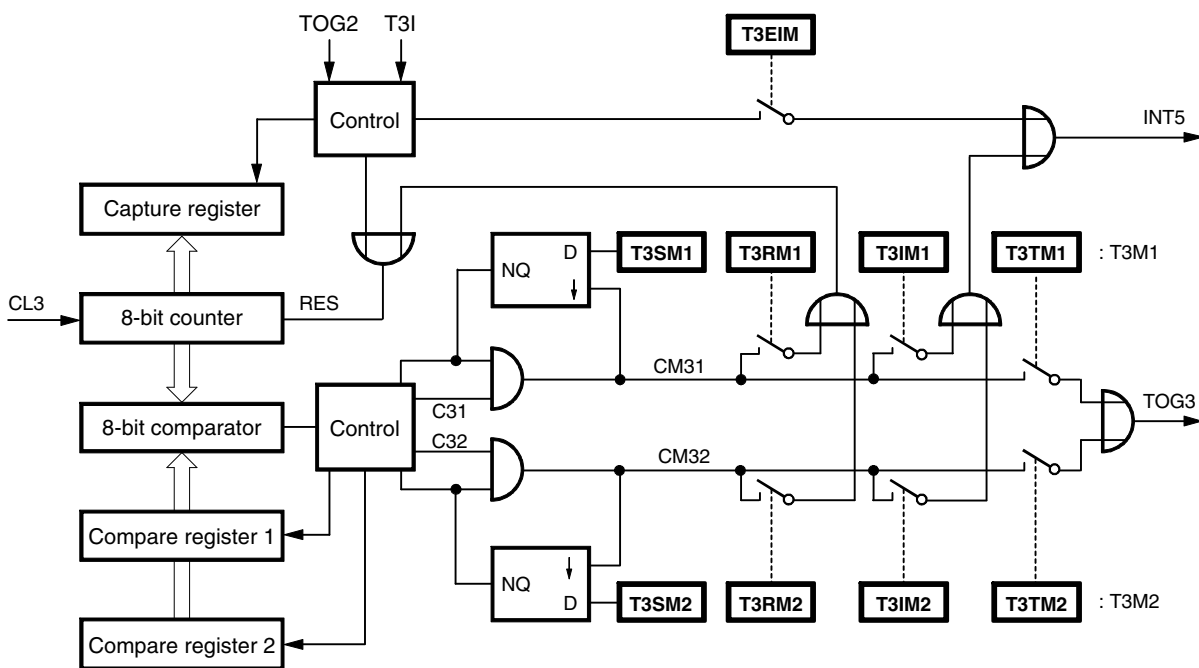 TOG2 T3I
T3EIM
Control
INT5
Capture register
NQ D
T3SM1
T3RM1
T3IM1
T3TM1
: T3M1
CL3
8-bit counter
RES
CM31
C31
TOG3
8-bit comparator
Control
C32
CM32
Compare register 1
NQ
D
T3SM2
T3RM2
T3IM2
T3TM2
: T3M2
Compare register 2